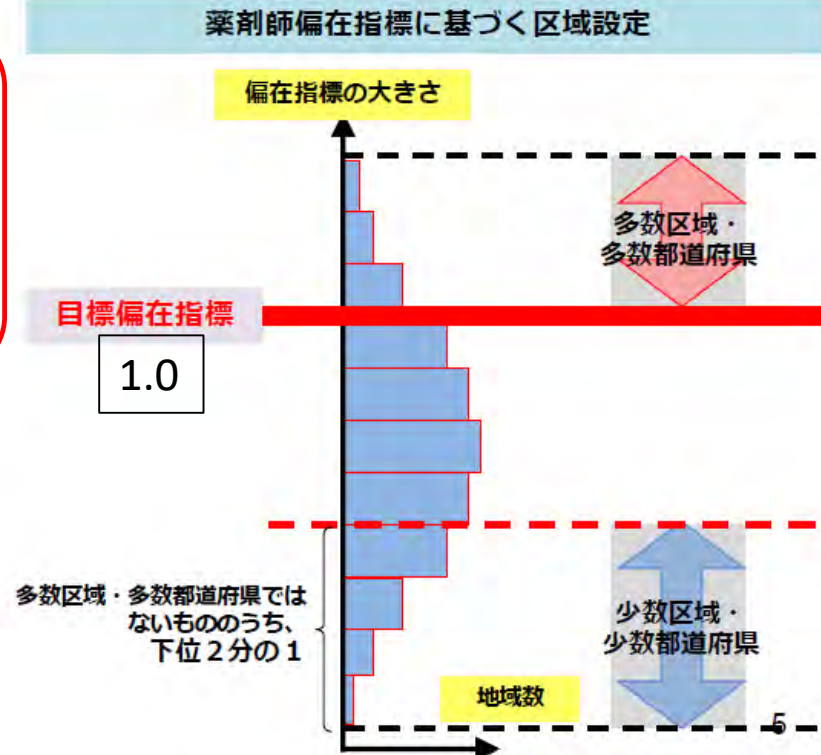 薬剤師偏在指標に基づく区域設定
偏在指標の大きさ
多数区域・
多数都道府県
目標偏在指標
1.0
多数区域・多数都道府県では
ないもののうち、
下位２分の１
少数区域・
少数都道府県
地域数
5